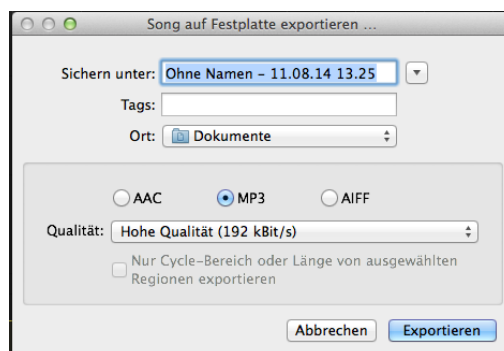 Song auf Festplatte exportieren ...
Sichern unter: Ohne Namen – 11.08.14 13.25
Tags:
Ort: Dokumente
AAC MP3 AIFF
Qualität: Hohe Qualität (192 kBit/s)
Nur Cycle-Bereich oder Länge von ausgewählten
Regionen exportieren
Abbrechen Exportieren